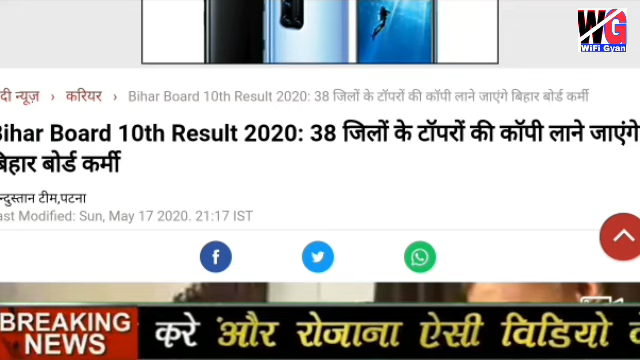 WG
WiFi Gyan
दी न्यूज़ › करियर › Bihar Board 10th Result 2020: 38 जिलों के टॉपरों की कॉपी लाने जाएंगे बिहार बोर्ड कर्मी
Bihar Board 10th Result 2020: 38 जिलों के टॉपरों की कॉपी लाने जाएंगे
बिहार बोर्ड कर्मी
न्दुस्तान टीम,पटना
ast Modified: Sun, May 17 2020. 21:17 IST
BREAKING
NEWS
करे और रोजाना ऐसी विडियो दे